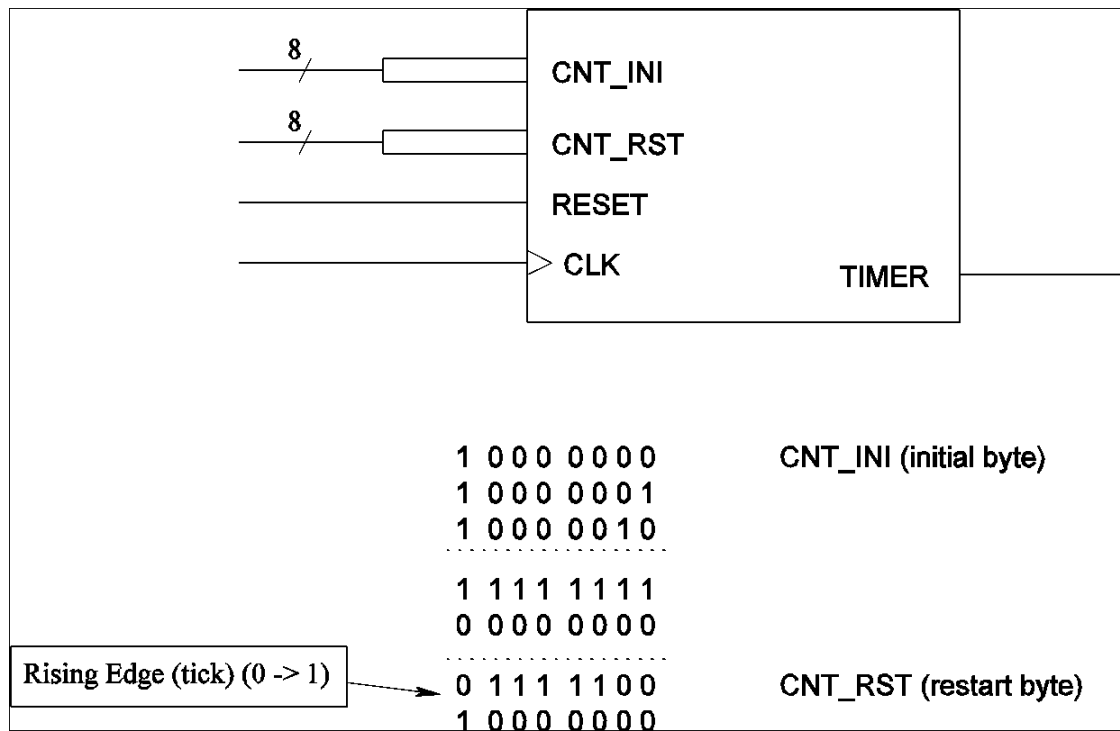 8
CNT_INI
8
CNT_RST
RESET
CLK
TIMER
1 000 0000 CNT_INI (initial byte)
1 000 0001
1 000 0010
1 111 1111
0 000 0000
Rising Edge (tick) (0 -> 1)
0 111 1100 CNT_RST (restart byte)
1 000 0000